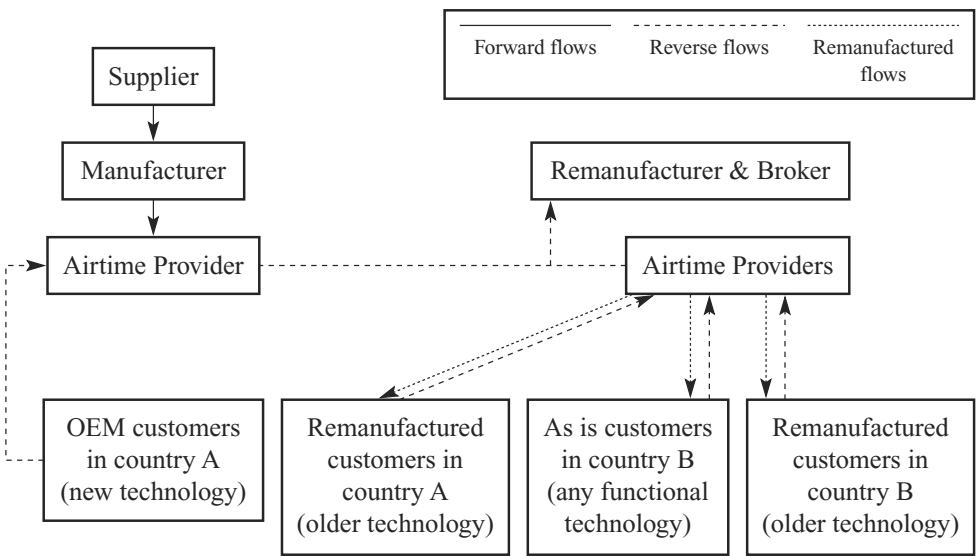 Forward flows
Reverse flows
Remanufactured
flows
Supplier
Manufacturer
Remanufacturer & Broker
Airtime Provider
Airtime Providers
OEM customers
in country A
(new technology)
Remanufactured
customers in
country A
(older technology)
As is customers
in country B
(any functional
technology)
Remanufactured
customers in
country B
(older technology)